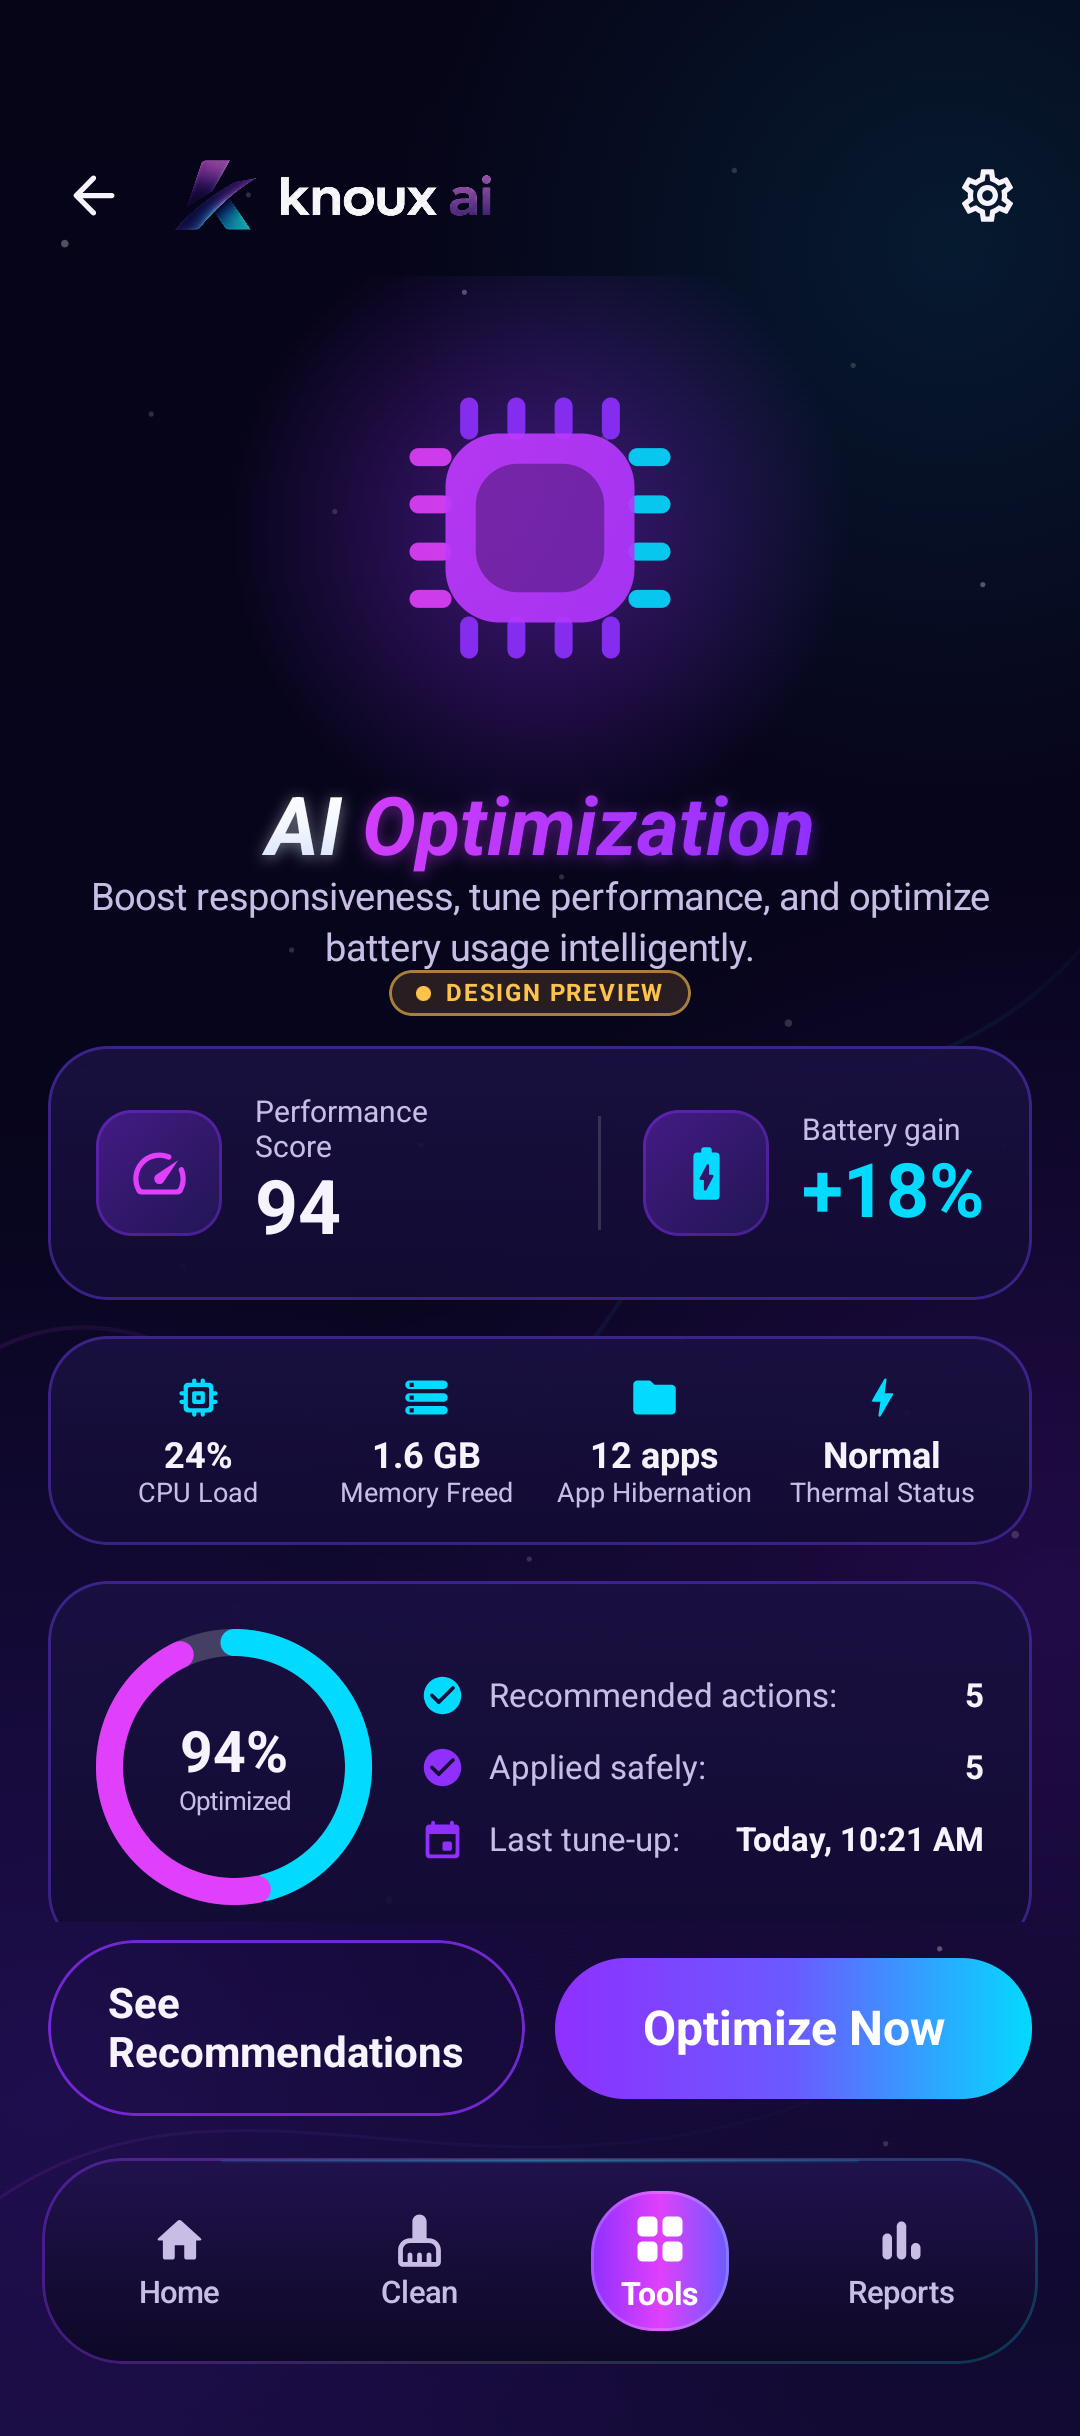 knoux ai
AI Optimization
Boost responsiveness, tune performance, and optimize
battery usage intelligently.
DESIGN PREVIEW
Performance
Score
94
Battery gain
+18%
24%
CPU Load
1.6 GB
Memory Freed
12 apps
App Hibernation
Normal
Thermal Status
94%
Optimized
Recommended actions: 5
Applied safely: 5
Last tune-up: Today, 10:21 AM
See
Recommendations
Optimize Now
Home
Clean
Tools
Reports